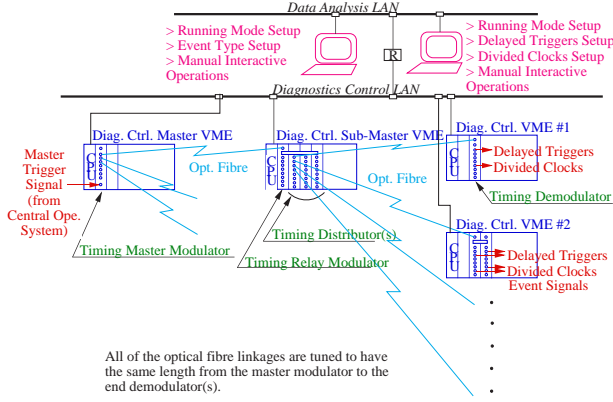 Data Analysis LAN
> Running Mode Setup
> Event Type Setup
> Manual Interactive
Operations
R
> Running Mode Setup
> Delayed Triggers Setup
> Divided Clocks Setup
> Manual Interactive
Operations
Diagnostics Control LAN
Diag. Ctrl. Master VME
CPU
Master
Trigger
Signal
(from
Central Ope.
System)
Timing Master Modulator
Opt. Fibre
Diag. Ctrl. Sub-Master VME
CPU
Opt. Fibre
Timing Distributor(s)
Timing Relay Modulator
Diag. Ctrl. VME #1
CPU
Delayed Triggers
Divided Clocks
Timing Demodulator
Diag. Ctrl. VME #2
CPU
Delayed Triggers
Divided Clocks
Event Signals
All of the optical fibre linkages are tuned to have
the same length from the master modulator to the
end demodulator(s).